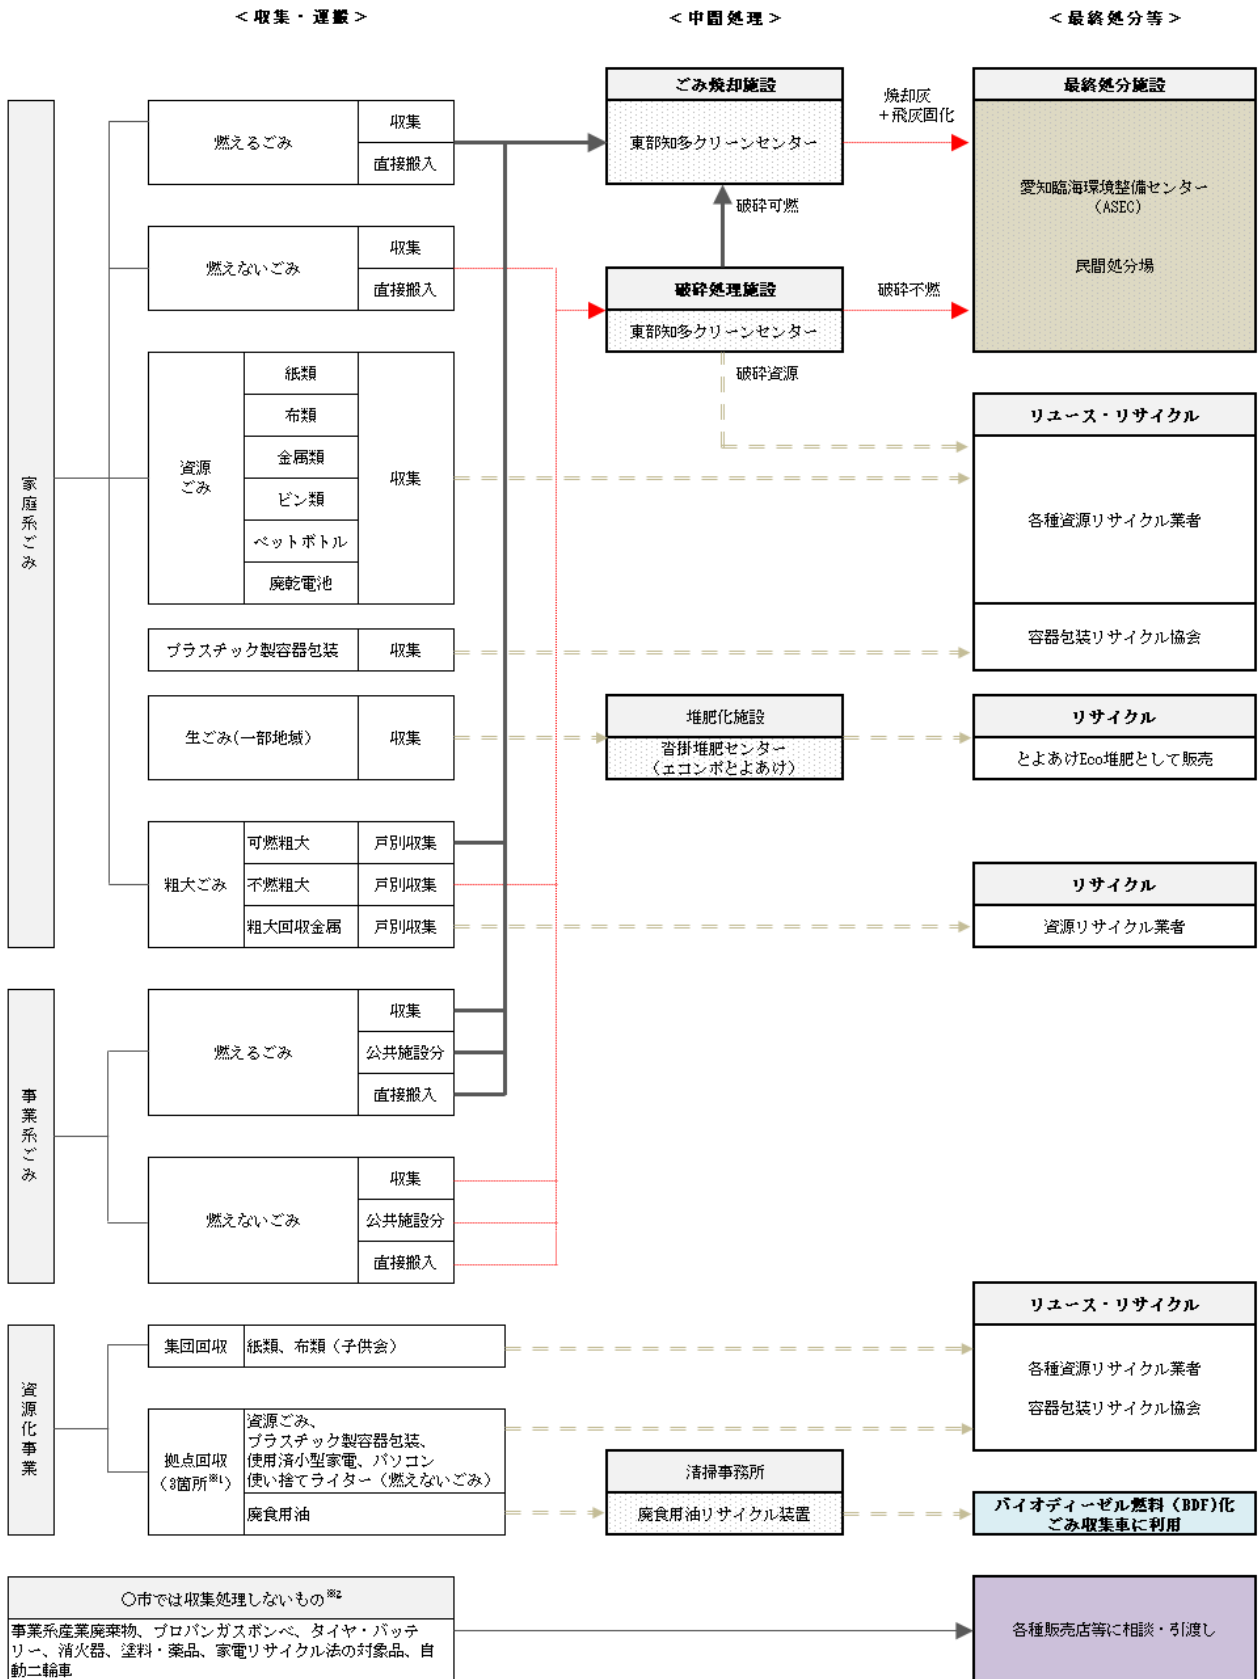 ＜収集・運搬＞
＜中間処理＞
＜最終処分等＞
家庭系ごみ
燃えるごみ
収集
直接搬入
ごみ焼却施設
東部知多クリーンセンター
焼却灰
＋飛灰固化
最終処分施設
愛知臨海環境整備センター
（ASEC）
民間処分場
破砕可燃
燃えないごみ
収集
直接搬入
破砕処理施設
東部知多クリーンセンター
破砕不燃
破砕資源
資源
ごみ
紙類
布類
金属類
ビン類
ペットボトル
廃乾電池
収集
リユース・リサイクル
各種資源リサイクル業者
容器包装リサイクル協会
プラスチック製容器包装
収集
生ごみ(一部地域)
収集
堆肥化施設
沓掛堆肥センター
（エコンポとよあけ）
リサイクル
とよあけEco堆肥として販売
粗大ごみ
可燃粗大
戸別収集
不燃粗大
戸別収集
粗大回収金属
戸別収集
リサイクル
資源リサイクル業者
事業系ごみ
燃えるごみ
収集
公共施設分
直接搬入
燃えないごみ
収集
公共施設分
直接搬入
資源化事業
集団回収
紙類、布類（子供会）
リユース・リサイクル
各種資源リサイクル業者
容器包装リサイクル協会
拠点回収
（3箇所※1）
資源ごみ、
プラスチック製容器包装、
使用済小型家電、パソコン
使い捨てライター（燃えないごみ）
廃食用油
清掃事務所
廃食用油リサイクル装置
バイオディーゼル燃料（BDF)化
ごみ収集車に利用
〇市では収集処理しないもの※2
事業系産業廃棄物、プロパンガスボンベ、タイヤ・バッテ
リー、消火器、塗料・薬品、家電リサイクル法の対象品、自
動二輪車
各種販売店等に相談・引渡し